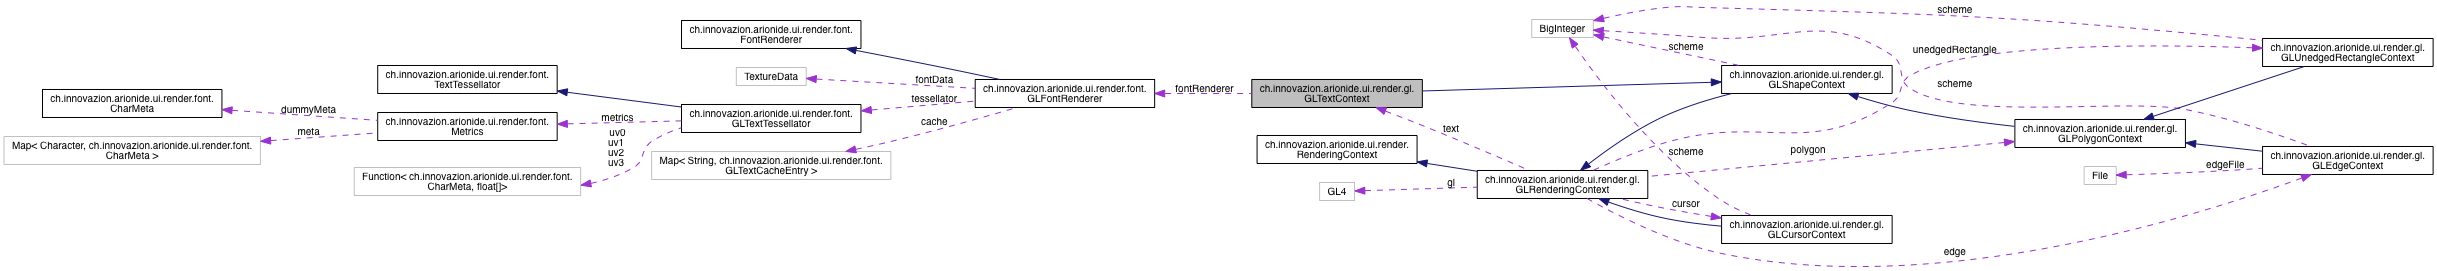 ch.innovazion.arionide.ui.render.font.
CharMeta
Map< Character, ch.innovazion.arionide.ui.render.font.
CharMeta >
dummyMeta
meta
ch.innovazion.arionide.ui.render.font.
TextTessellator
ch.innovazion.arionide.ui.render.font.
Metrics
Function< ch.innovazion.arionide.ui.render.font.
CharMeta, float[]>
metrics
uv0
uv1
uv2
uv3
ch.innovazion.arionide.ui.render.font.
FontRenderer
TextureData
ch.innovazion.arionide.ui.render.font.
GLTextTessellator
Map< String, ch.innovazion.arionide.ui.render.font.
GLTextCacheEntry >
fontData
tessellator
cache
ch.innovazion.arionide.ui.render.font.
GLFontRenderer
fontRenderer
ch.innovazion.arionide.ui.render.gl.
GLTextContext
ch.innovazion.arionide.ui.render.
RenderingContext
GL4
text
gl
BigInteger
ch.innovazion.arionide.ui.render.gl.
GLRenderingContext
scheme
scheme
cursor
ch.innovazion.arionide.ui.render.gl.
GLShapeContext
ch.innovazion.arionide.ui.render.gl.
GLCursorContext
polygon
unedgedRectangle
scheme
scheme
edge
ch.innovazion.arionide.ui.render.gl.
GLPolygonContext
File
edgeFile
ch.innovazion.arionide.ui.render.gl.
GLUnedgedRectangleContext
ch.innovazion.arionide.ui.render.gl.
GLEdgeContext